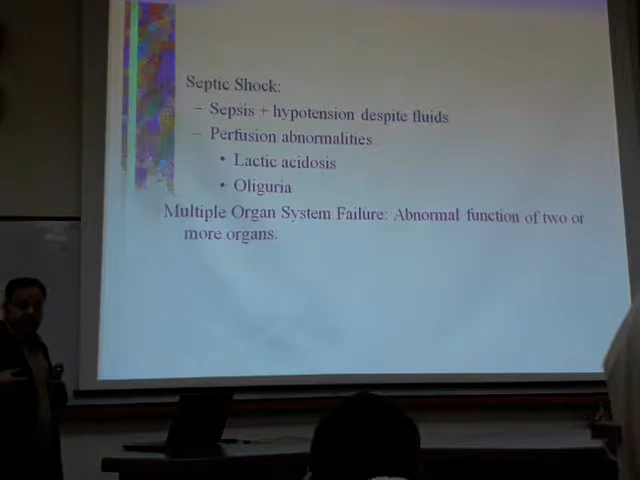 Septic Shock:
– Sepsis + hypotension despite fluids
– Perfusion abnormalities
• Lactic acidosis
• Oliguria
Multiple Organ System Failure: Abnormal function of two or
more organs.